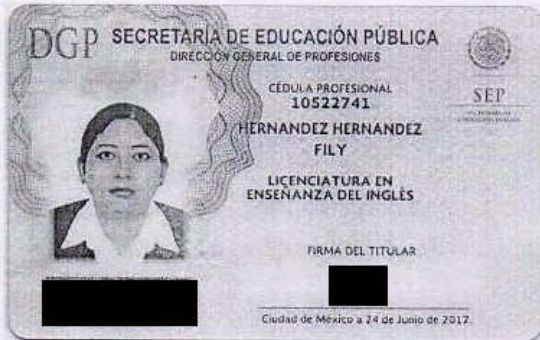 DGP
SECRETARÍA DE EDUCACIÓN PÚBLICA
DIRECCIÓN GENERAL DE PROFESIONES
CÉDULA PROFESIONAL
10522741
SEP
HERNANDEZ HERNANDEZ
FILY
LICENCIATURA EN
ENSEÑANZA DEL INGLÉS
FIRMA DEL TITULAR
Ciudad de México a 24 de Junio de 2017